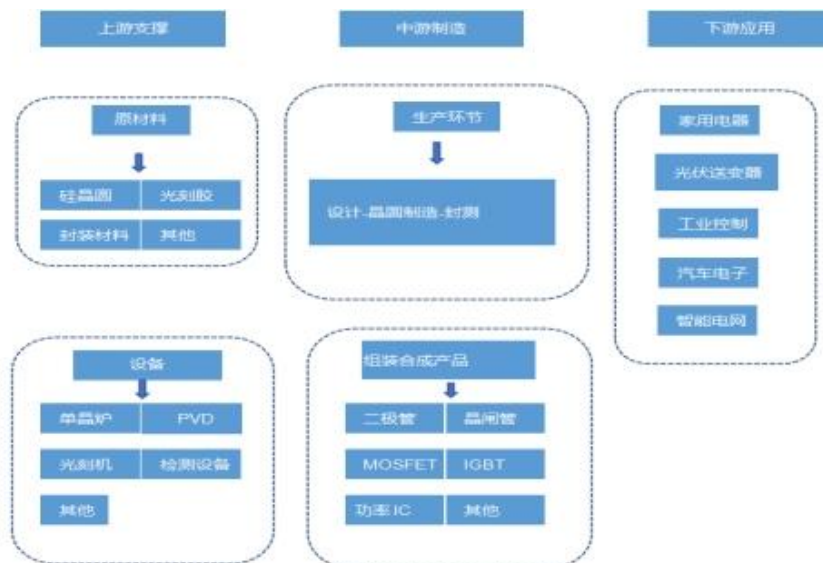 上游支撑
原材料
硅晶圆 光刻胶
封装材料 其他
设备
单晶炉 PVD
光刻机 检测设备
其他
中游制造
生产环节
设计-晶圆制造-封测
组装合成产品
二极管 晶闸管
MOSFET IGBT
功率 IC 其他
下游应用
家用电器
光伏送变器
工业控制
汽车电子
智能电网